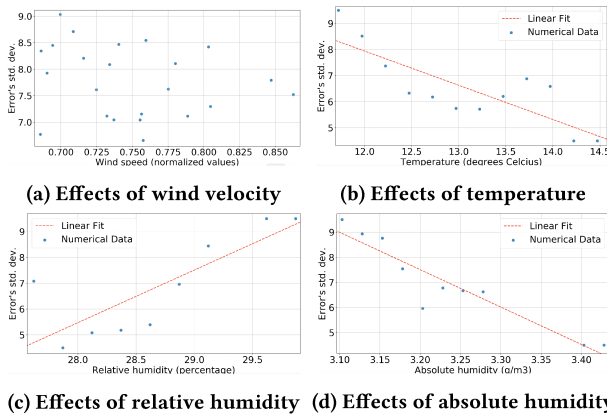 9.0
8.5
8.0
7.5
7.0
Error's std. dev.
0.700 0.725 0.750 0.775 0.800 0.825 0.850
Wind speed (normalized values)
(a) Effects of wind velocity
Linear Fit
Numerical Data
9
8
7
6
5
Error's std. dev.
12.0 12.5 13.0 13.5 14.0 14.5
Temperature (degrees Celcius)
(b) Effects of temperature
Linear Fit
Numerical Data
9
8
7
6
5
Error's std. dev.
28.0 28.5 29.0 29.5
Relative humidity (percentage)
(c) Effects of relative humidity
Linear Fit
Numerical Data
9
8
7
6
5
Error's std. dev.
3.10 3.15 3.20 3.25 3.30 3.35 3.40
Absolute humidity (g/m3)
(d) Effects of absolute humidity